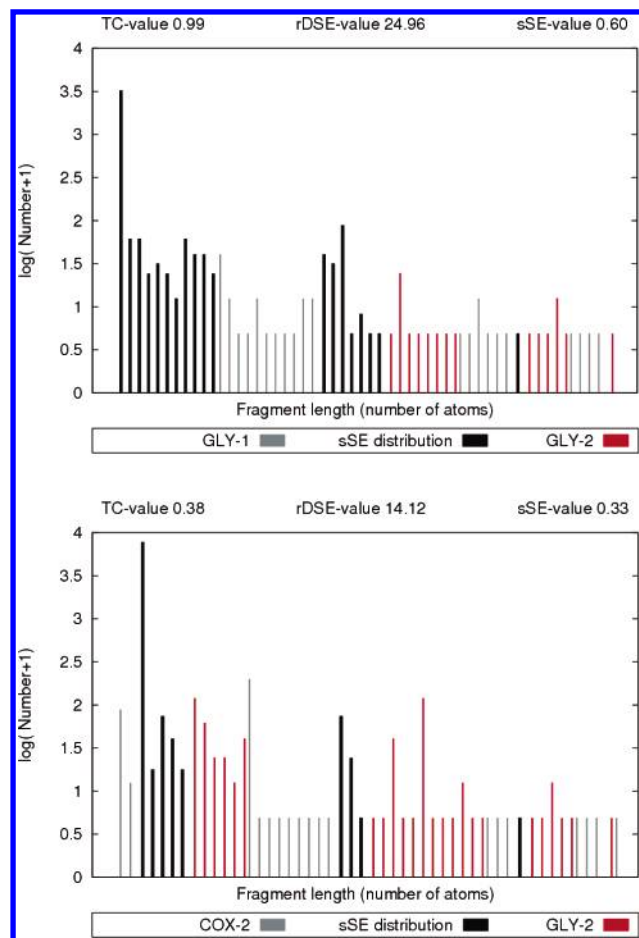 TC-value 0.99 rDSE-value 24.96 sSE-value 0.60
4
3.5
3
2.5
2
1.5
1
0.5
0
log( Number+1)
Fragment length (number of atoms)
GLY-1 sSE distribution GLY-2
TC-value 0.38 rDSE-value 14.12 sSE-value 0.33
4
3.5
3
2.5
2
1.5
1
0.5
0
log( Number+1)
Fragment length (number of atoms)
COX-2 sSE distribution GLY-2